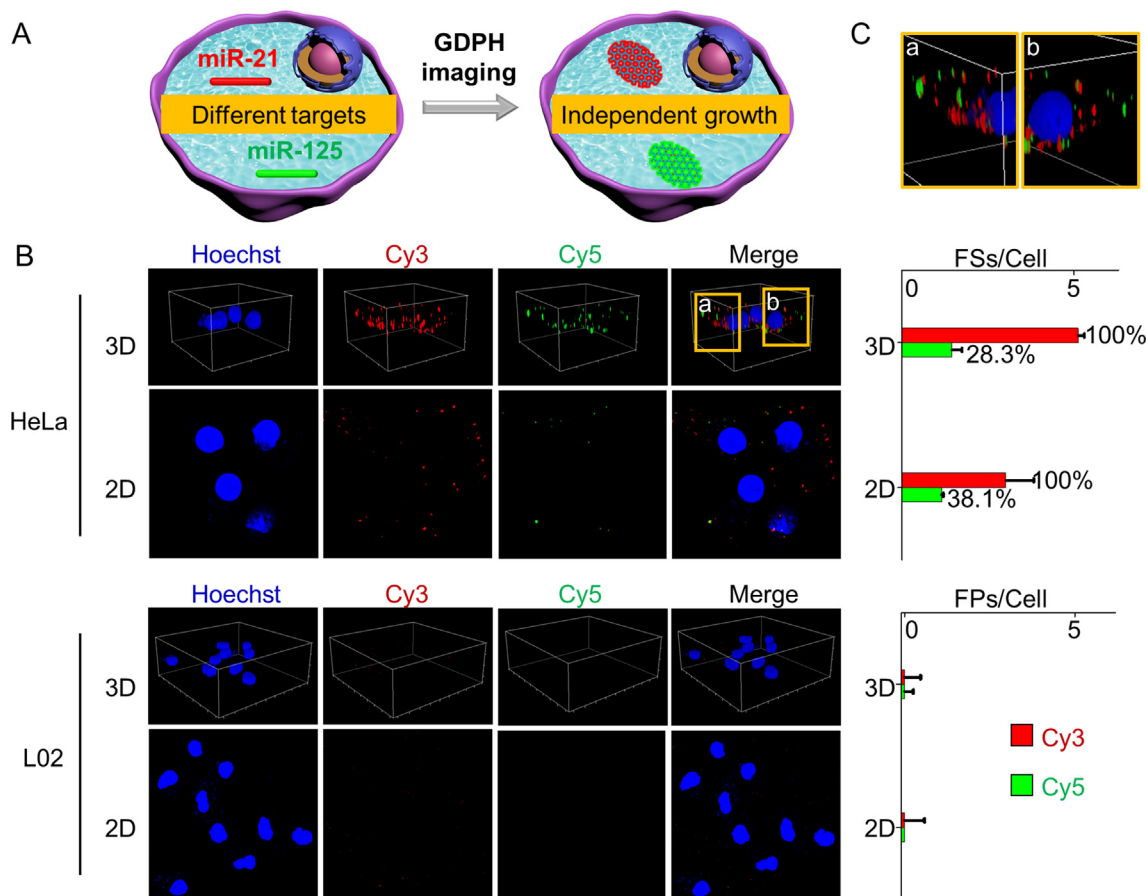 A
miR-21
Different targets
miR-125
GDPH
imaging
Independent growth
C
a
b
B
Hoechst
Cy3
Cy5
Merge
FSs/Cell
0
5
HeLa
3D
a
b
100%
28.3%
3D
2D
100%
38.1%
2D
Hoechst
Cy3
Cy5
Merge
FPs/Cell
0
5
L02
3D
3D
Cy3
Cy5
2D
2D